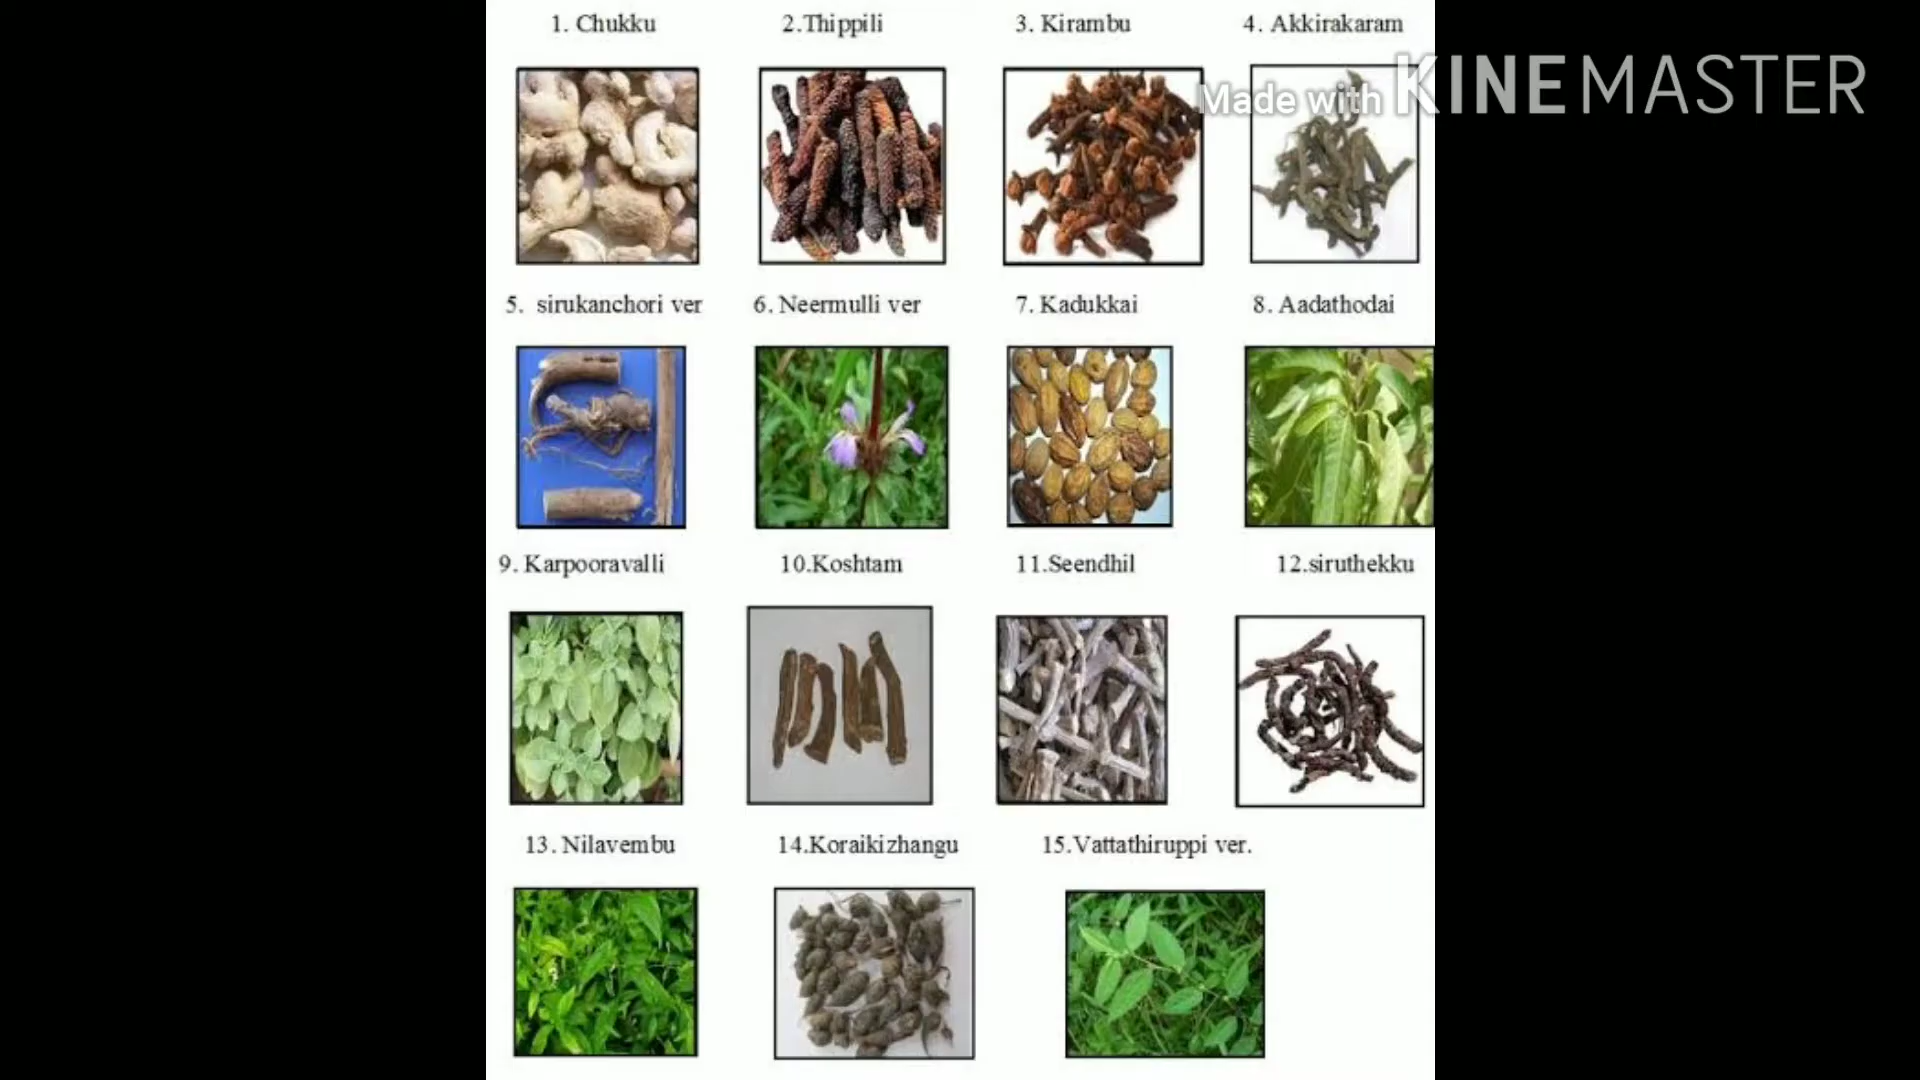 1. Chukku
2.Thippili
3. Kirambu
4. Akkirakaram
Made with KINEMASTER
5. sirukanchori ver
6. Neermulli ver
7. Kadukkai
8. Aadathodai
9. Karpooravalli
10.Koshtam
11.Seendhil
12.siruthekku
13. Nilavembu
14.Koraikizhangu
15.Vattathiruppi ver.